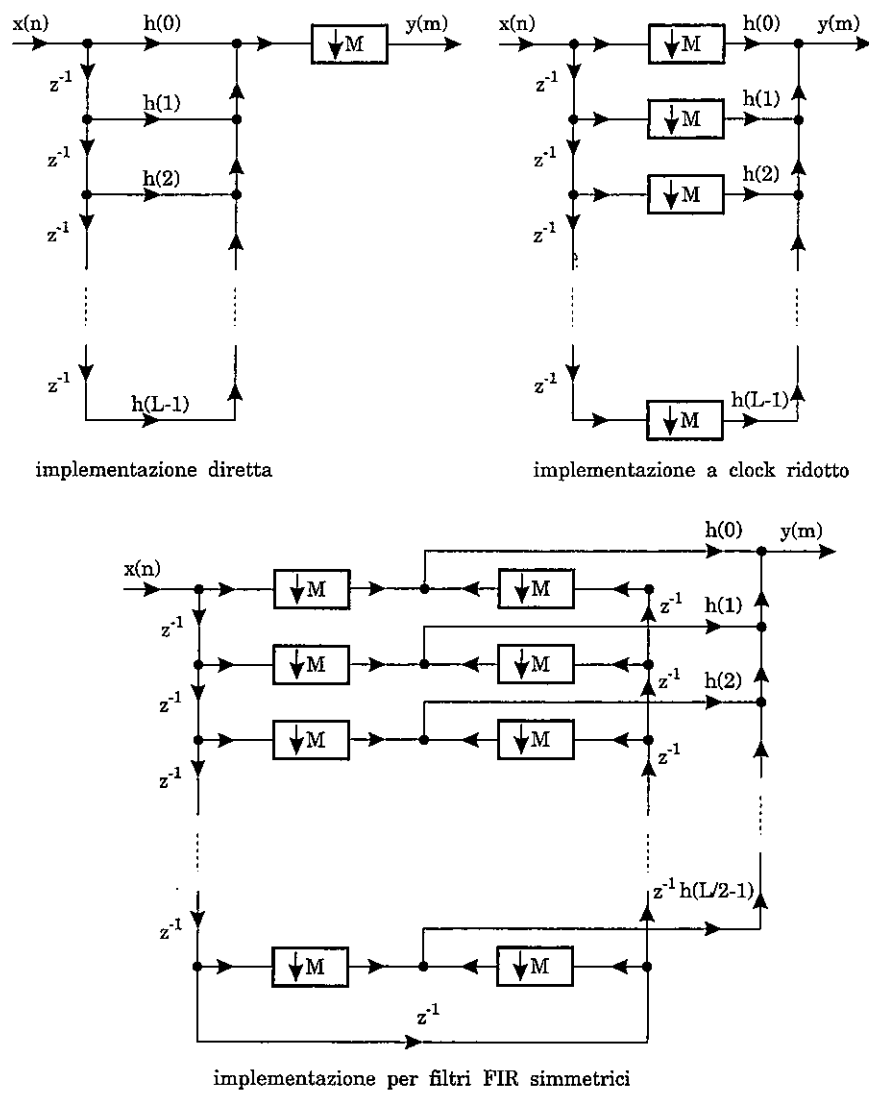 x(n) h(0) ↓M y(m)
z⁻¹
h(1)
z⁻¹
h(2)
z⁻¹
z⁻¹
h(L-1)
implementazione diretta
x(n) ↓M h(0) y(m)
z⁻¹
↓M h(1)
z⁻¹
↓M h(2)
z⁻¹
z⁻¹
↓M h(L-1)
implementazione a clock ridotto
h(0) y(m)
x(n) ↓M ↓M z⁻¹
z⁻¹ h(1)
↓M ↓M z⁻¹
z⁻¹ h(2)
↓M ↓M z⁻¹
z⁻¹
z⁻¹ h(L/2-1)
z⁻¹
↓M ↓M
z⁻¹
implementazione per filtri FIR simmetrici